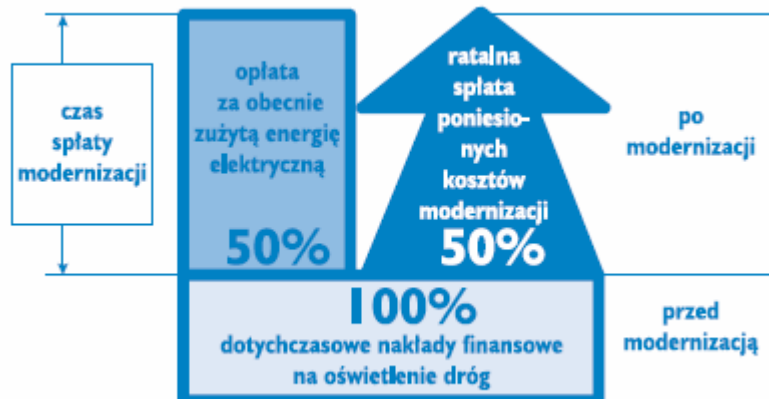 czas
spłaty
modernizacji
opłata
za obecnie
zużytą energię
elektryczną
50%
ratalna
spłata
poniesio-
nych
kosztów
modernizacji
50%
po
modernizacji
100%
dotychczasowe nakłady finansowe
na oświetlenie dróg
przed
modernizacją